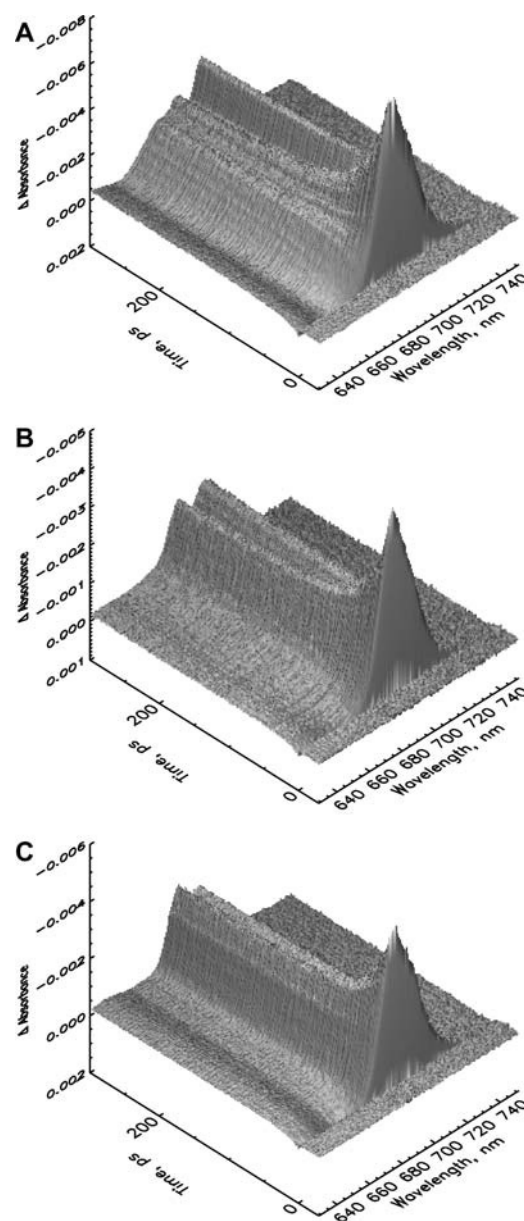 A
-0.008
-0.006
-0.004
-0.002
0.000
0.002
Δ Absorbance
200
0
Time, ps
640 660 680 700 720 740
Wavelength, nm
B
-0.005
-0.004
-0.003
-0.002
-0.001
0.000
0.001
Δ Absorbance
200
0
Time, ps
640 660 680 700 720 740
Wavelength, nm
C
-0.006
-0.004
-0.002
0.000
0.002
Δ Absorbance
200
0
Time, ps
640 660 680 700 720 740
Wavelength, nm